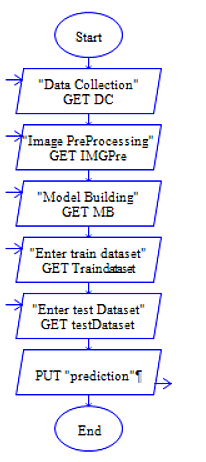 Start
"Data Collection"
GET DC
"Image PreProcessing"
GET IMGPre
"Model Building"
GET MB
"Enter train dataset"
GET Traindataset
"Enter test Dataset"
GET testDataset
PUT "prediction"¶
End